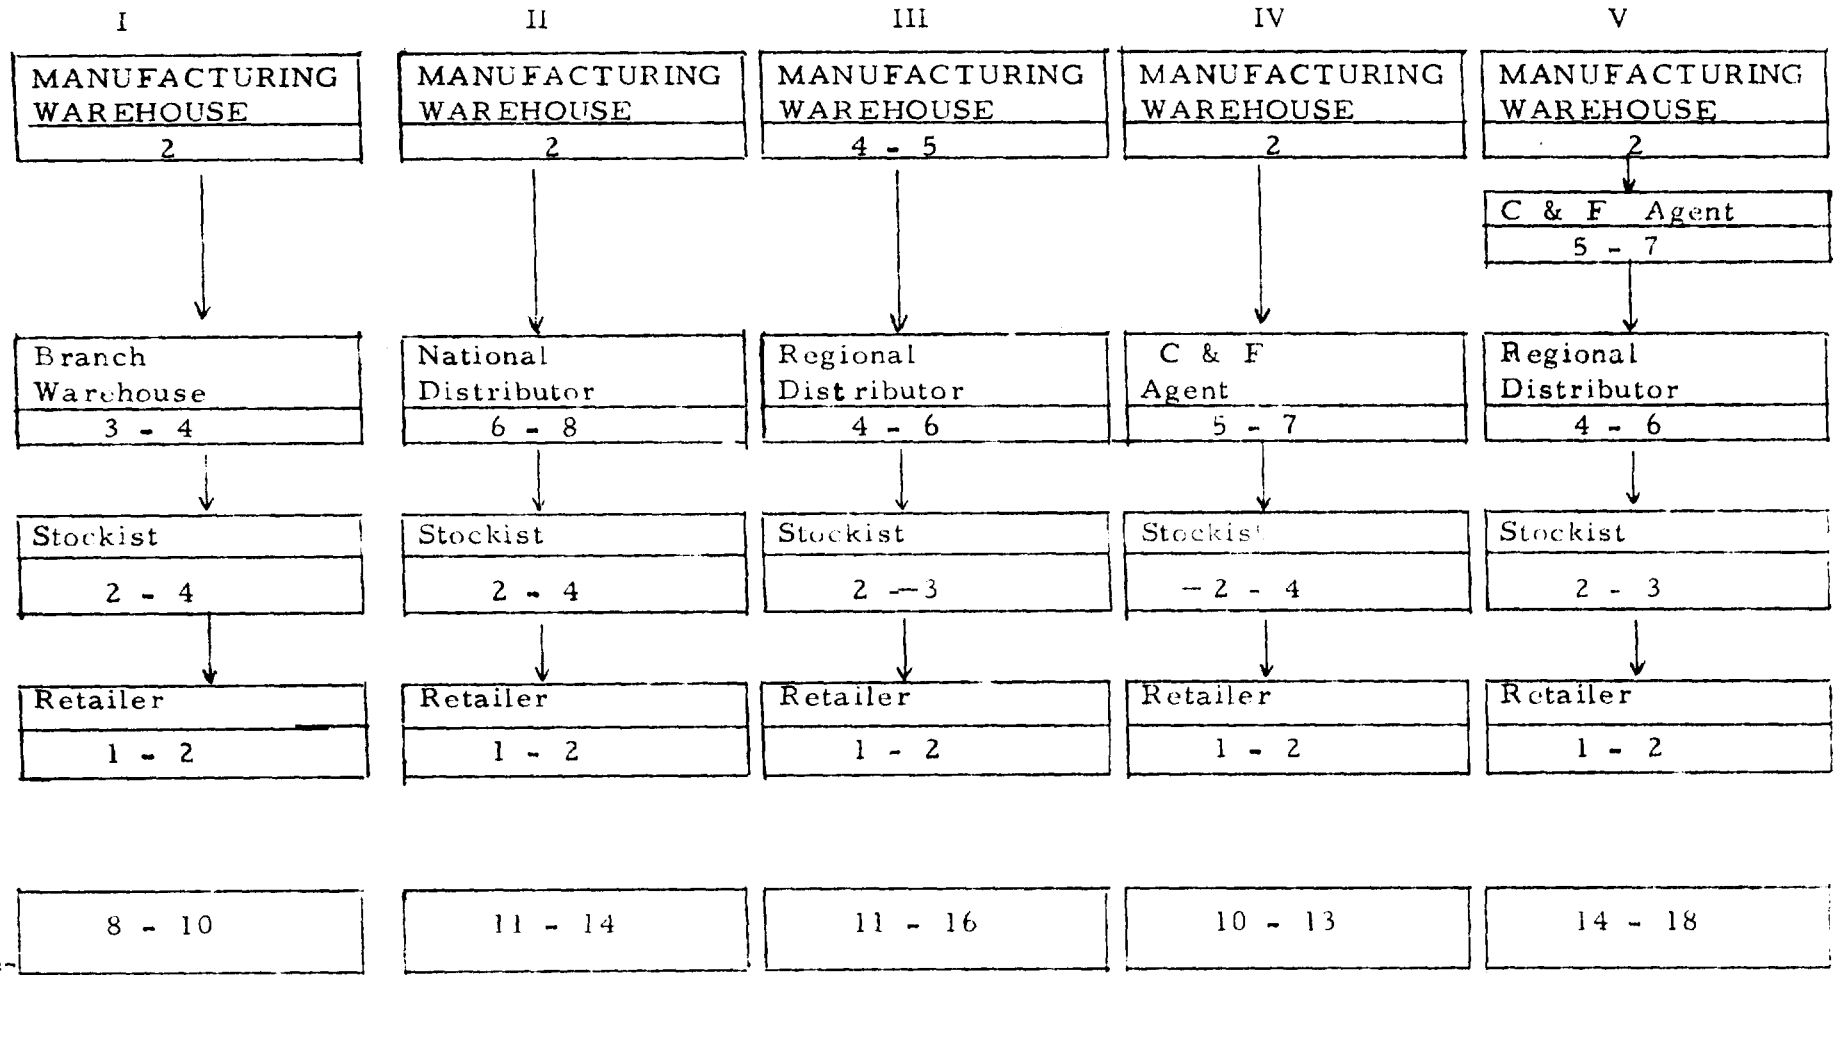 I II III IV V
MANUFACTURING MANUFACTURING MANUFACTURING MANUFACTURING MANUFACTURING
WAREHOUSE WAREHOUSE WAREHOUSE WAREHOUSE WAREHOUSE
2 2 4 - 5 2 2
C & F Agent
5 - 7
Branch National Regional C & F Regional
Warehouse Distributor Distributor Agent Distributor
3 - 4 6 - 8 4 - 6 5 - 7 4 - 6
Stockist Stockist Stockist Stockist Stockist
2 - 4 2 - 4 2 - 3 - 2 - 4 2 - 3
Retailer Retailer Retailer Retailer Retailer
1 - 2 1 - 2 1 - 2 1 - 2 1 - 2
8 - 10 11 - 14 11 - 16 10 - 13 14 - 18